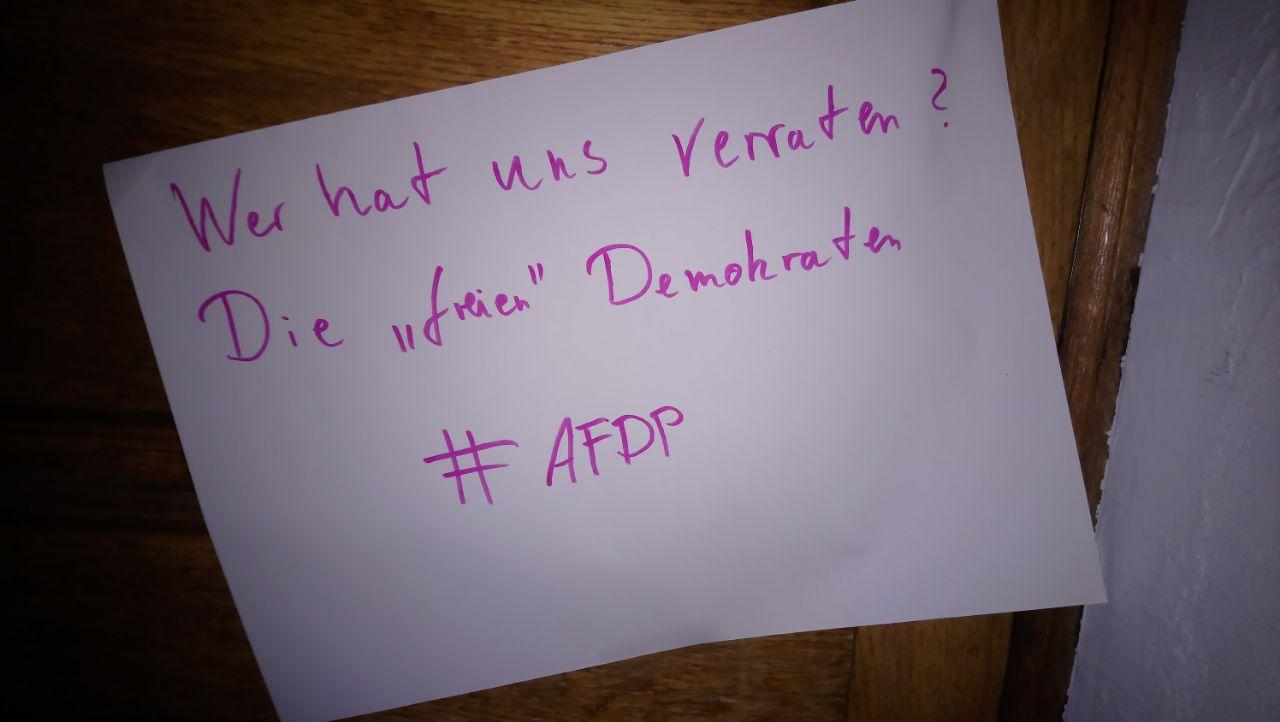 Wer hat uns verraten?
Die „freien" Demokraten
# AFDP